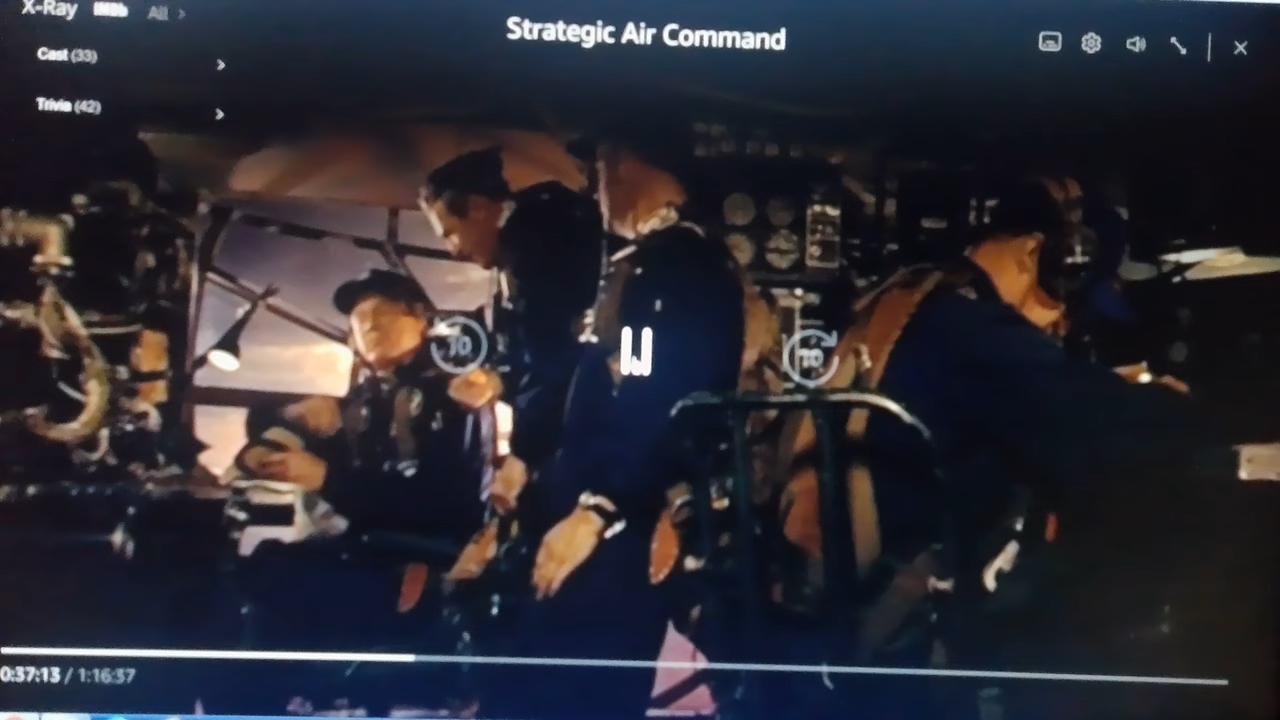 X-Ray IMDb All >
Strategic Air Command
Cast (33)
Trivia (42)
10
10
0:37:13 / 1:16:37